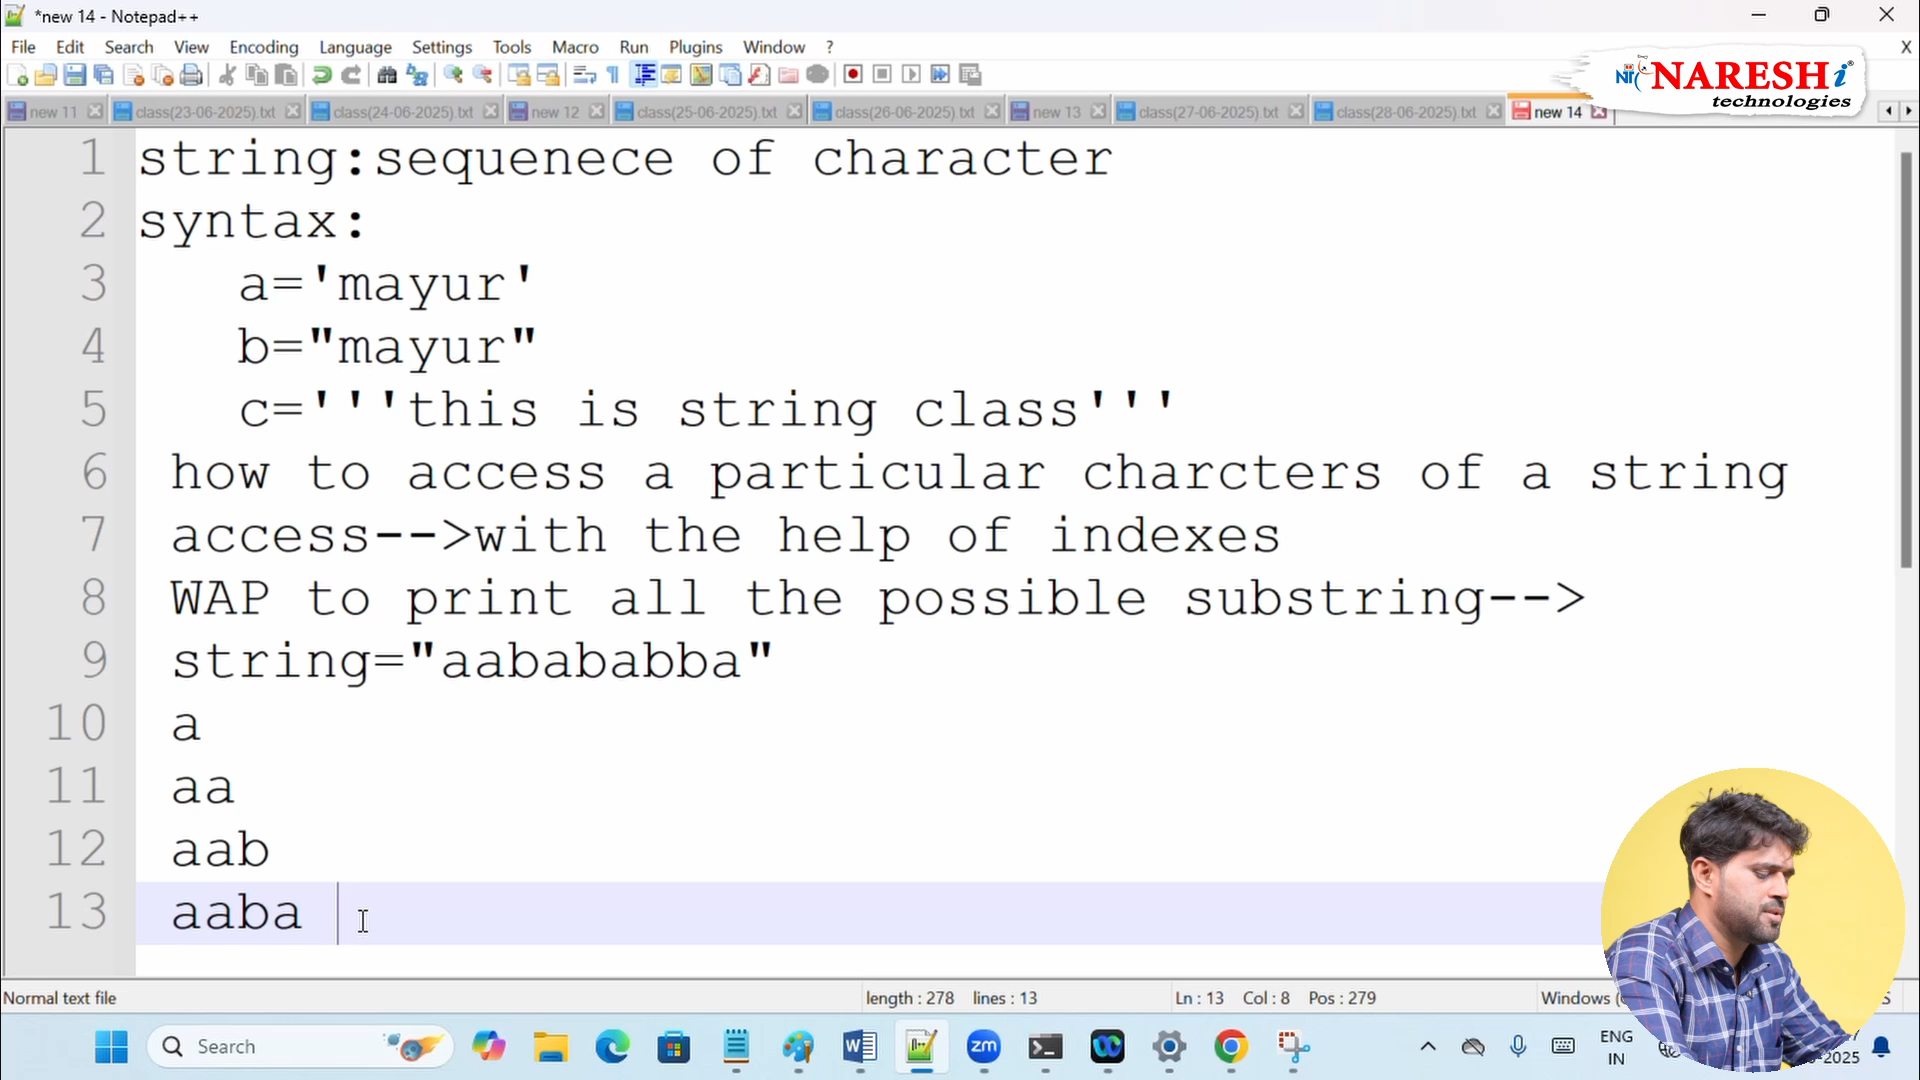 *new 14 - Notepad++
File Edit Search View Encoding Language Settings Tools Macro Run Plugins Window ?
X
NARESH i
technologies
new 11 class(23-06-2025).txt class(24-06-2025).txt new 12 class(25-06-2025).txt class(26-06-2025).txt new 13 class(27-06-2025).txt class(28-06-2025).txt new 14
1 string:sequenece of character
2 syntax:
3 a='mayur'
4 b="mayur"
5 c='''this is string class'''
6 how to access a particular charcters of a string
7 access-->with the help of indexes
8 WAP to print all the possible substring-->
9 string="aabababba"
10 a
11 aa
12 aab
13 aaba
Normal text file length : 278 lines : 13 Ln : 13 Col : 8 Pos : 279 Windows (
Search
zm
ENG
IN
-2025